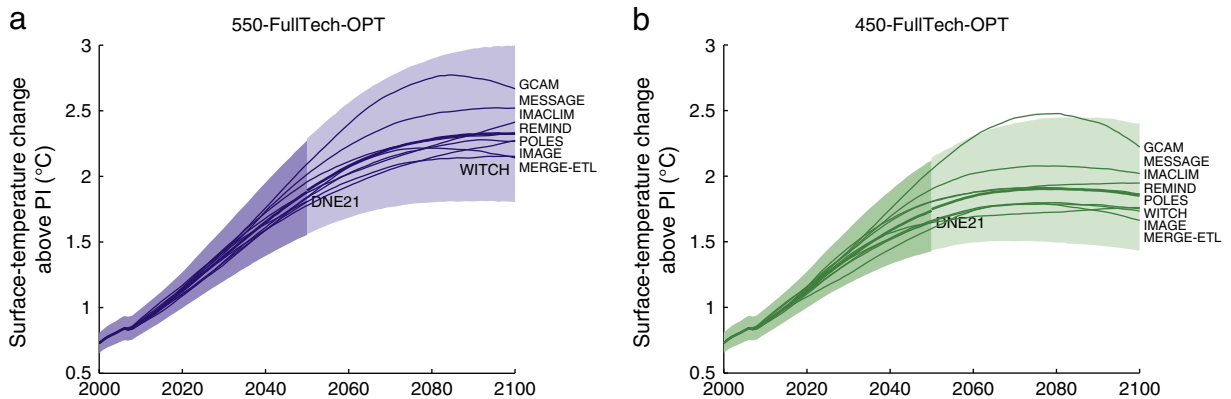 a
550-FullTech-OPT
Surface-temperature change
above PI (°C)
3
2.5
2
1.5
1
0.5
2000
2020
2040
2060
2080
2100
GCAM
MESSAGE
IMACLIM
REMIND
POLES
IMAGE
MERGE-ETL
WITCH
DNE21
b
450-FullTech-OPT
Surface-temperature change
above PI (°C)
3
2.5
2
1.5
1
0.5
2000
2020
2040
2060
2080
2100
GCAM
MESSAGE
IMACLIM
REMIND
POLES
WITCH
IMAGE
MERGE-ETL
DNE21